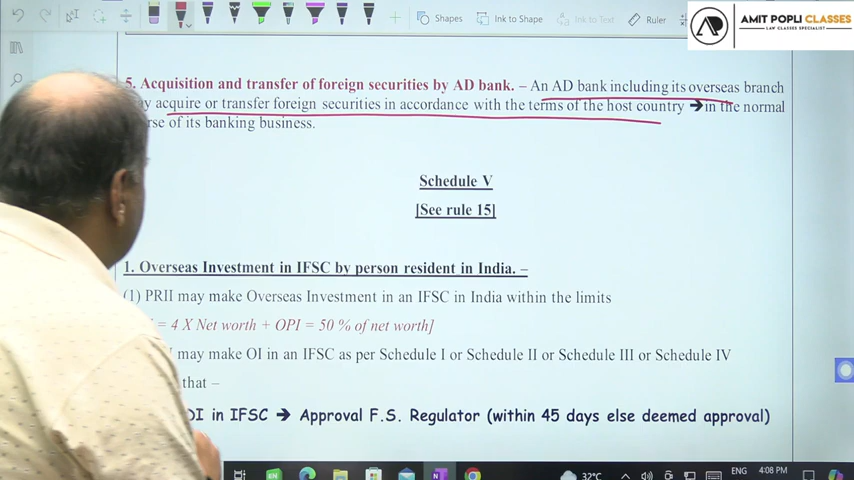 Shapes Ink to Shape Ink to Text Ruler
AMIT POPLI CLASSES
LAW CLASSES SPECIALIST
5. Acquisition and transfer of foreign securities by AD bank. – An AD bank including its overseas branch
acquire or transfer foreign securities in accordance with the terms of the host country ➔in the normal
of its banking business.
Schedule V
[See rule 15]
1. Overseas Investment in IFSC by person resident in India. –
(1) PRII may make Overseas Investment in an IFSC in India within the limits
= 4 X Net worth + OPI = 50 % of net worth]
may make OI in an IFSC as per Schedule I or Schedule II or Schedule III or Schedule IV
that –
in IFSC ➔ Approval F.S. Regulator (within 45 days else deemed approval)
32°C ENG 4:08 PM